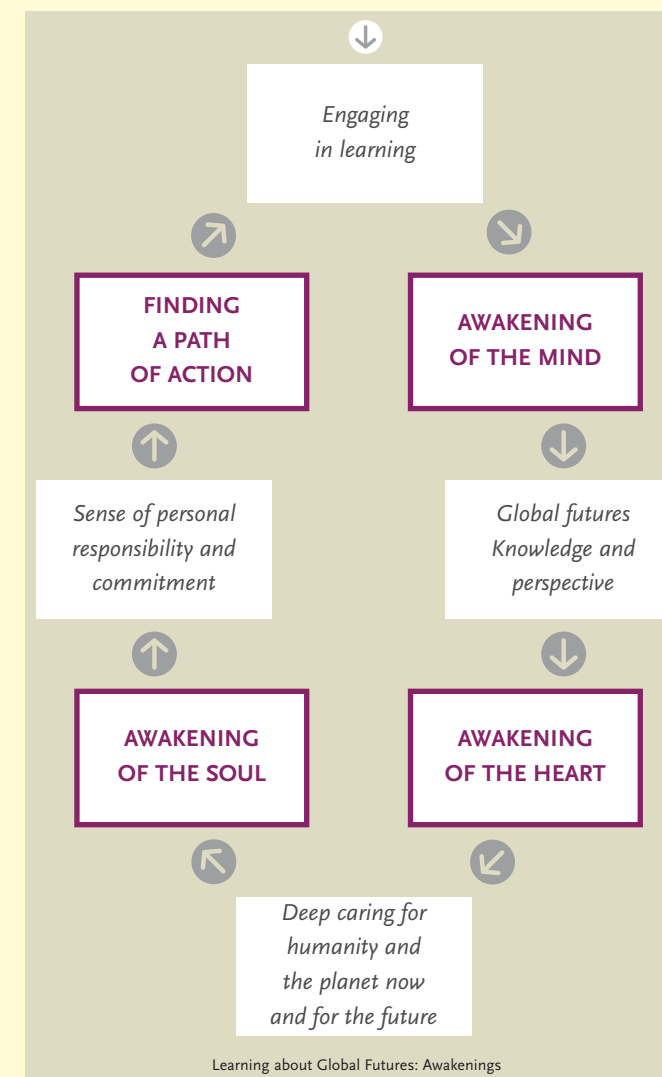 Engaging
in learning
FINDING
A PATH
OF ACTION
AWAKENING
OF THE MIND
Sense of personal
responsibility and
commitment
Global futures
Knowledge and
perspective
AWAKENING
OF THE SOUL
AWAKENING
OF THE HEART
Deep caring for
humanity and
the planet now
and for the future
Learning about Global Futures: Awakenings